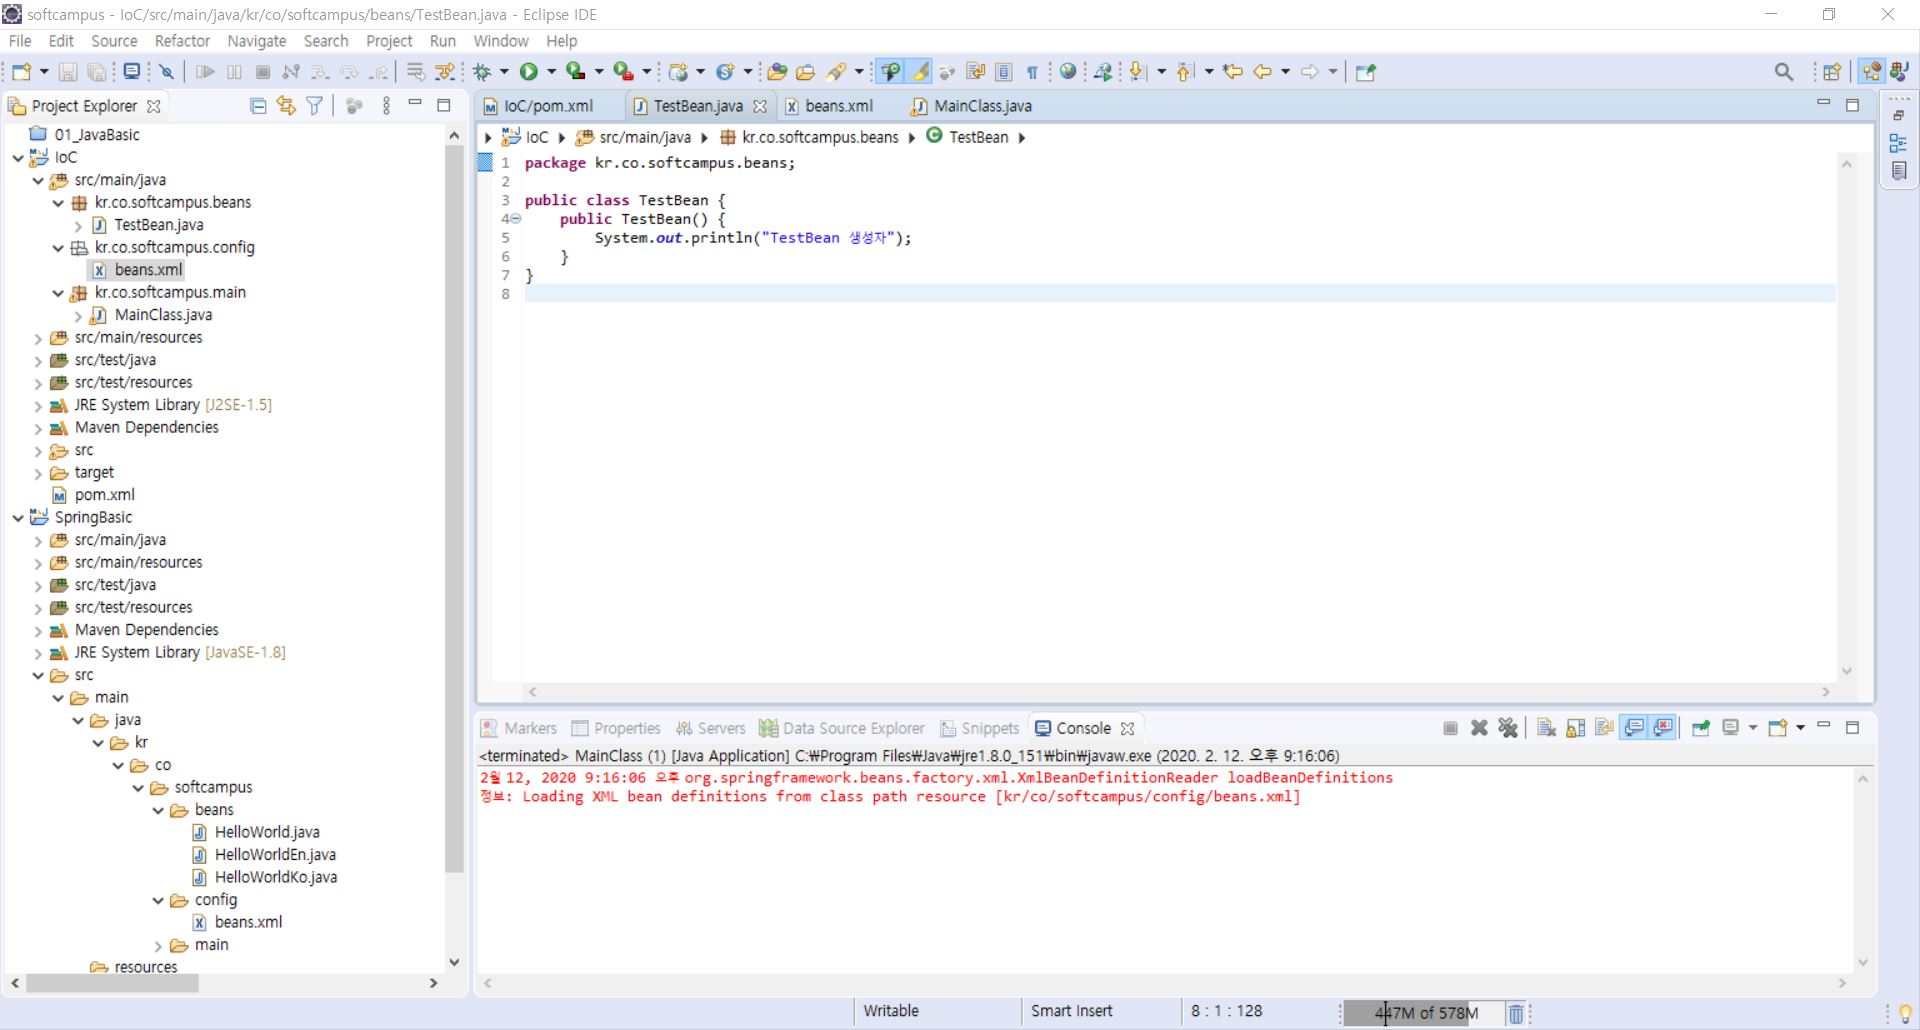 softcampus - IoC/src/main/java/kr/co/softcampus/beans/TestBean.java - Eclipse IDE
File Edit Source Refactor Navigate Search Project Run Window Help
Project Explorer
01_JavaBasic
IoC
src/main/java
kr.co.softcampus.beans
TestBean.java
kr.co.softcampus.config
beans.xml
kr.co.softcampus.main
MainClass.java
src/main/resources
src/test/java
src/test/resources
JRE System Library [J2SE-1.5]
Maven Dependencies
src
target
pom.xml
SpringBasic
src/main/java
src/main/resources
src/test/java
src/test/resources
Maven Dependencies
JRE System Library [JavaSE-1.8]
src
main
java
kr
co
softcampus
beans
HelloWorld.java
HelloWorldEn.java
HelloWorldKo.java
config
beans.xml
main
resources
IoC/pom.xml TestBean.java beans.xml MainClass.java
IoC src/main/java kr.co.softcampus.beans TestBean
1 package kr.co.softcampus.beans;
2
3 public class TestBean {
4 public TestBean() {
5 System.out.println("TestBean 생성자");
6 }
7 }
8
Markers Properties Servers Data Source Explorer Snippets Console
<terminated> MainClass (1) [Java Application] C:₩Program Files₩Java₩jre1.8.0_151₩bin₩javaw.exe (2020. 2. 12. 오후 9:16:06)
2월 12, 2020 9:16:06 오후 org.springframework.beans.factory.xml.XmlBeanDefinitionReader loadBeanDefinitions
정보: Loading XML bean definitions from class path resource [kr/co/softcampus/config/beans.xml]
Writable Smart Insert 8 : 1 : 128 447M of 578M